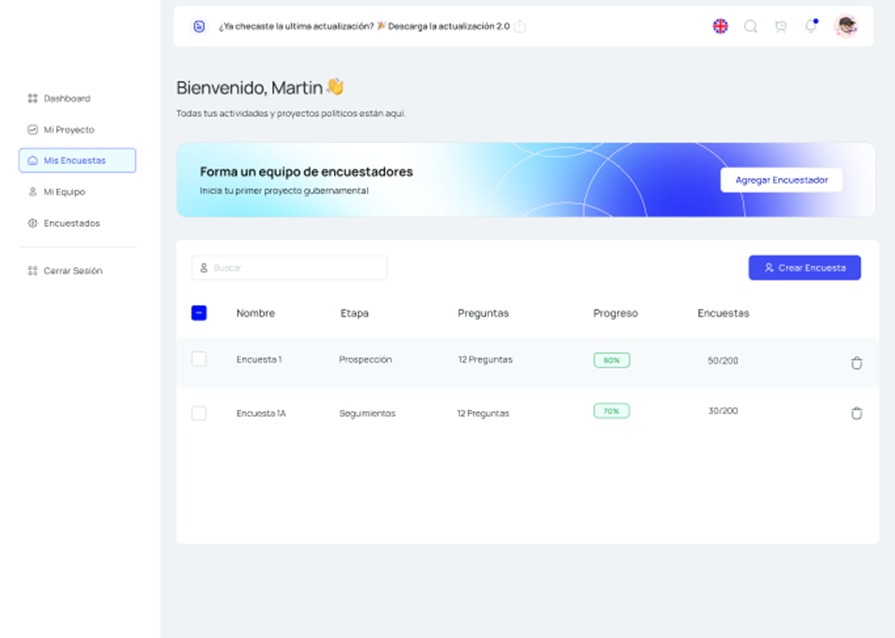 ¿Ya checaste la ultima actualización? 🎉 Descarga la actualización 2.0
Dashboard
Mi Proyecto
Mis Encuestas
Mi Equipo
Encuestados
Cerrar Sesión
Bienvenido, Martin 👋
Todas tus actividades y proyectos políticos están aquí.
Forma un equipo de encuestadores
Inicia tu primer proyecto gubernamental
Agregar Encuestador
Buscar
Crear Encuesta
Nombre Etapa Preguntas Progreso Encuestas
Encuesta 1 Prospección 12 Preguntas 80% 50/200
Encuesta 1A Seguimientos 12 Preguntas 70% 30/200